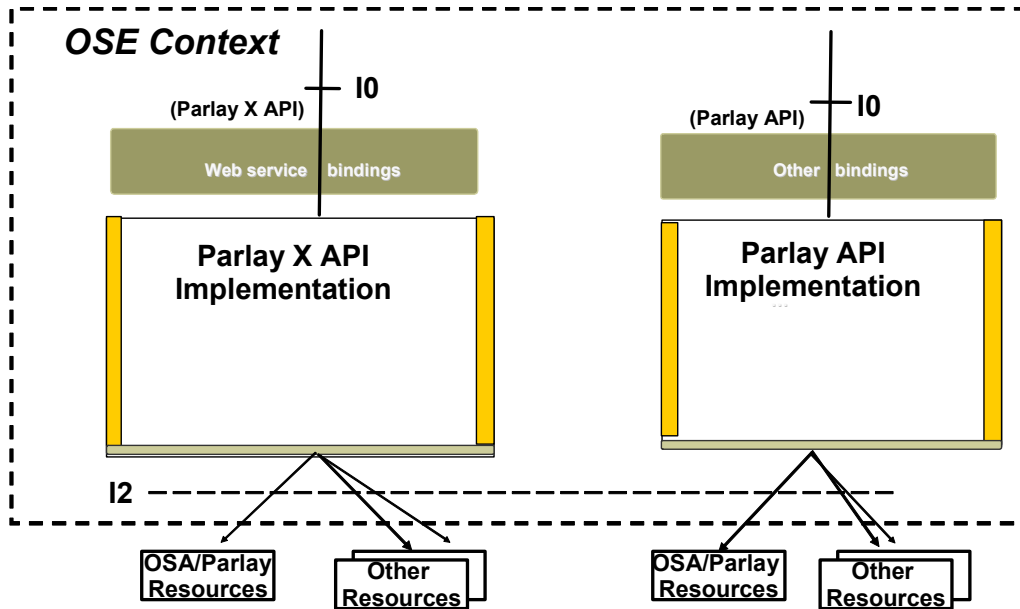 OSE Context
I0
(Parlay X API)
Web service bindings
Parlay X API
Implementation
I0
(Parlay API)
Other bindings
Parlay API
Implementation
I2
OSA/Parlay
Resources
Other
Resources
OSA/Parlay
Resources
Other
Resources